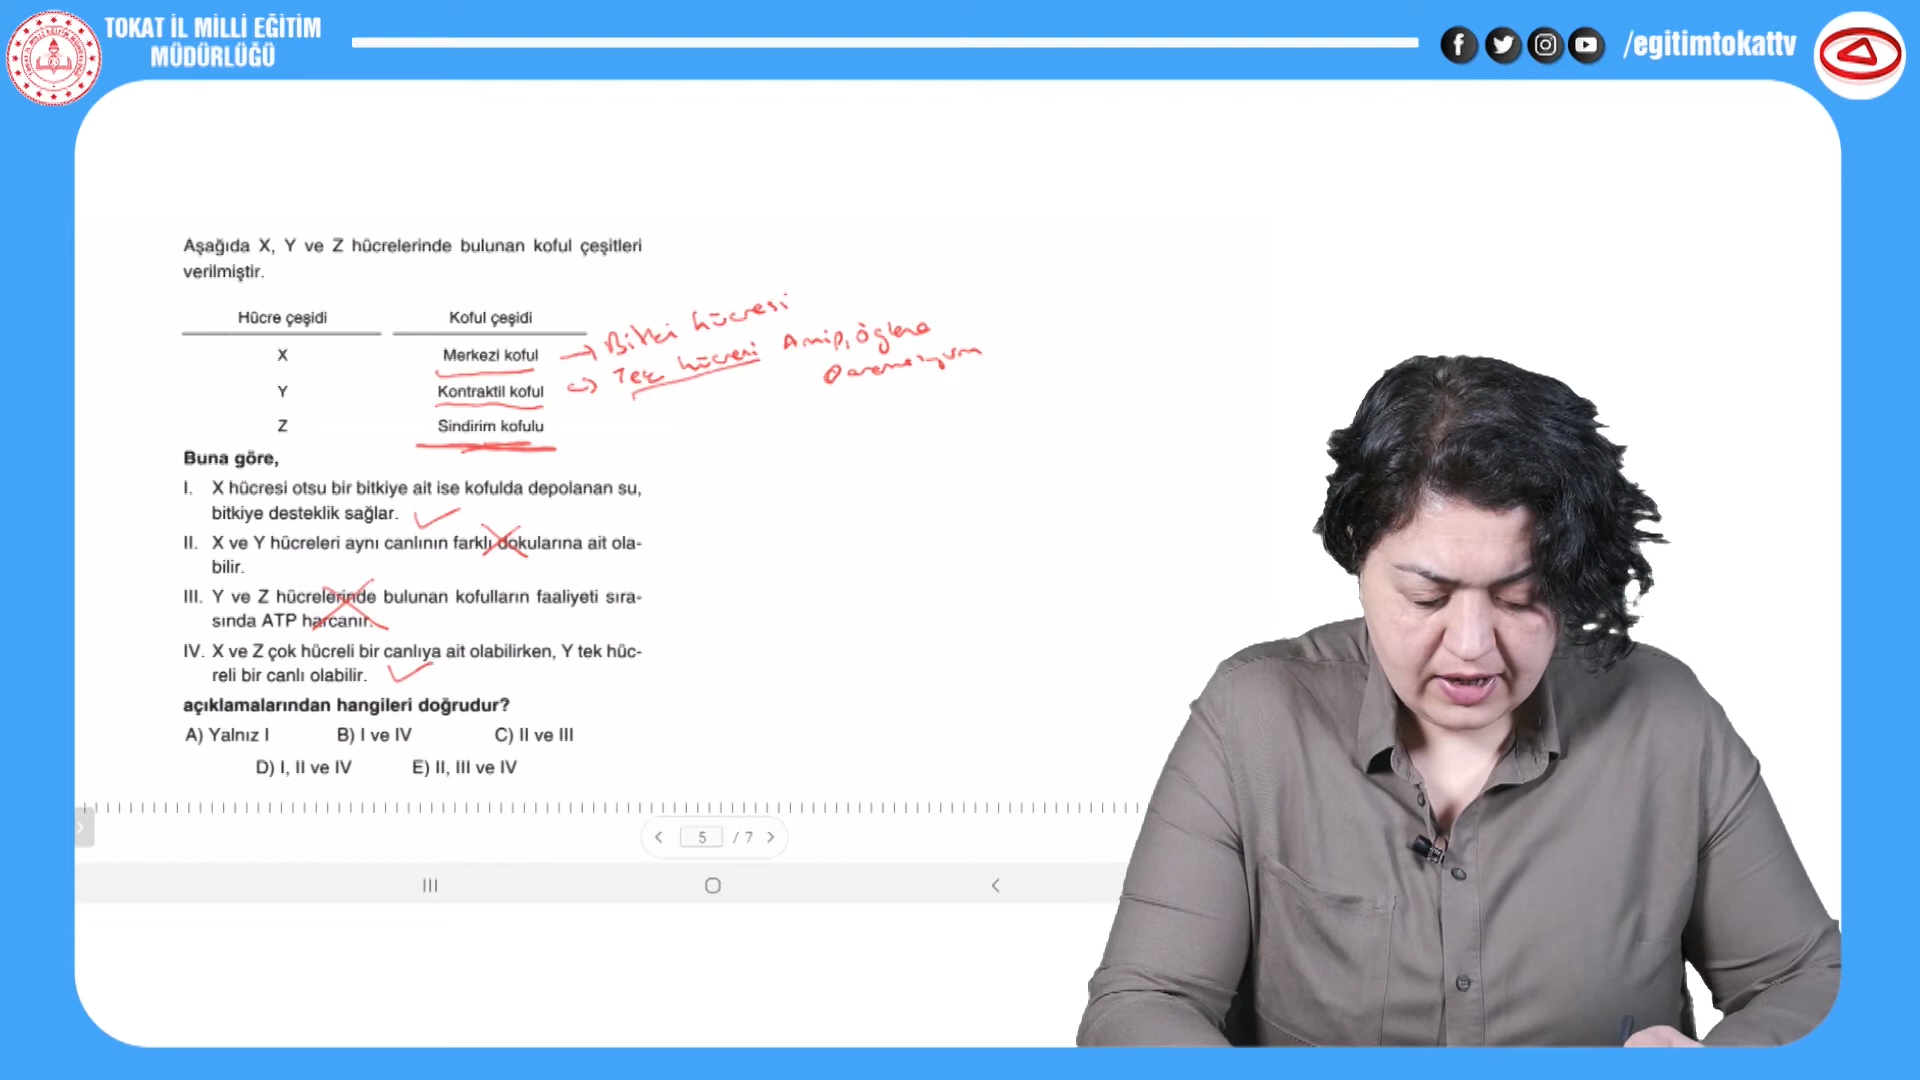 TOKAT İL MİLLİ EĞİTİM
MÜDÜRLÜĞÜ
/egitimtokattv
Aşağıda X, Y ve Z hücrelerinde bulunan koful çeşitleri
verilmiştir.
Hücre çeşidi Koful çeşidi
X Merkezi koful → Bitki hücresi
Y Kontraktil koful → Tek hücreli Amip, Öglena
Paramesyum
Z Sindirim kofulu
Buna göre,
I. X hücresi otsu bir bitkiye ait ise kofulda depolanan su,
bitkiye desteklik sağlar.
II. X ve Y hücreleri aynı canlının farklı dokularına ait ola-
bilir.
III. Y ve Z hücrelerinde bulunan kofulların faaliyeti sıra-
sında ATP harcanır.
IV. X ve Z çok hücreli bir canlıya ait olabilirken, Y tek hüc-
reli bir canlı olabilir.
açıklamalarından hangileri doğrudur?
A) Yalnız I B) I ve IV C) II ve III
D) I, II ve IV E) II, III ve IV
5 / 7